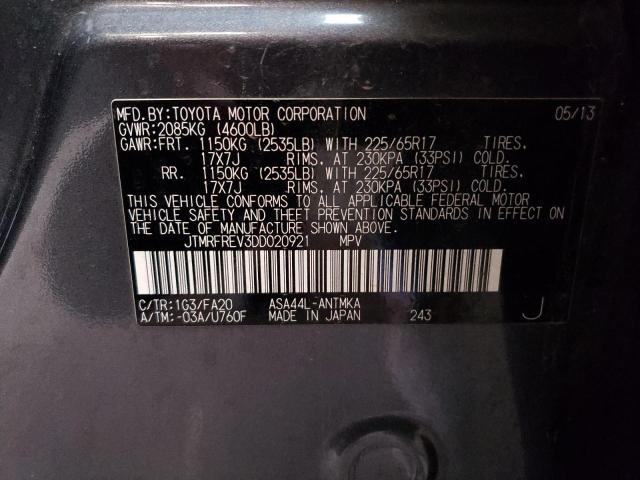 MFD.BY:TOYOTA MOTOR CORPORATION 05/13
GVWR:2085KG (4600LB)
GAWR:FRT. 1150KG (2535LB) WITH 225/65R17 TIRES,
17X7J RIMS, AT 230KPA (33PSI) COLD.
RR. 1150KG (2535LB) WITH 225/65R17 TIRES,
17X7J RIMS, AT 230KPA (33PSI) COLD.
THIS VEHICLE CONFORMS TO ALL APPLICABLE FEDERAL MOTOR
VEHICLE SAFETY AND THEFT PREVENTION STANDARDS IN EFFECT ON
THE DATE OF MANUFACTURE SHOWN ABOVE.
JTMRFREV3DD020921 MPV
C/TR:1G3/FA20 ASA44L-ANTMKA
A/TM:-03A/U760F MADE IN JAPAN 243 J